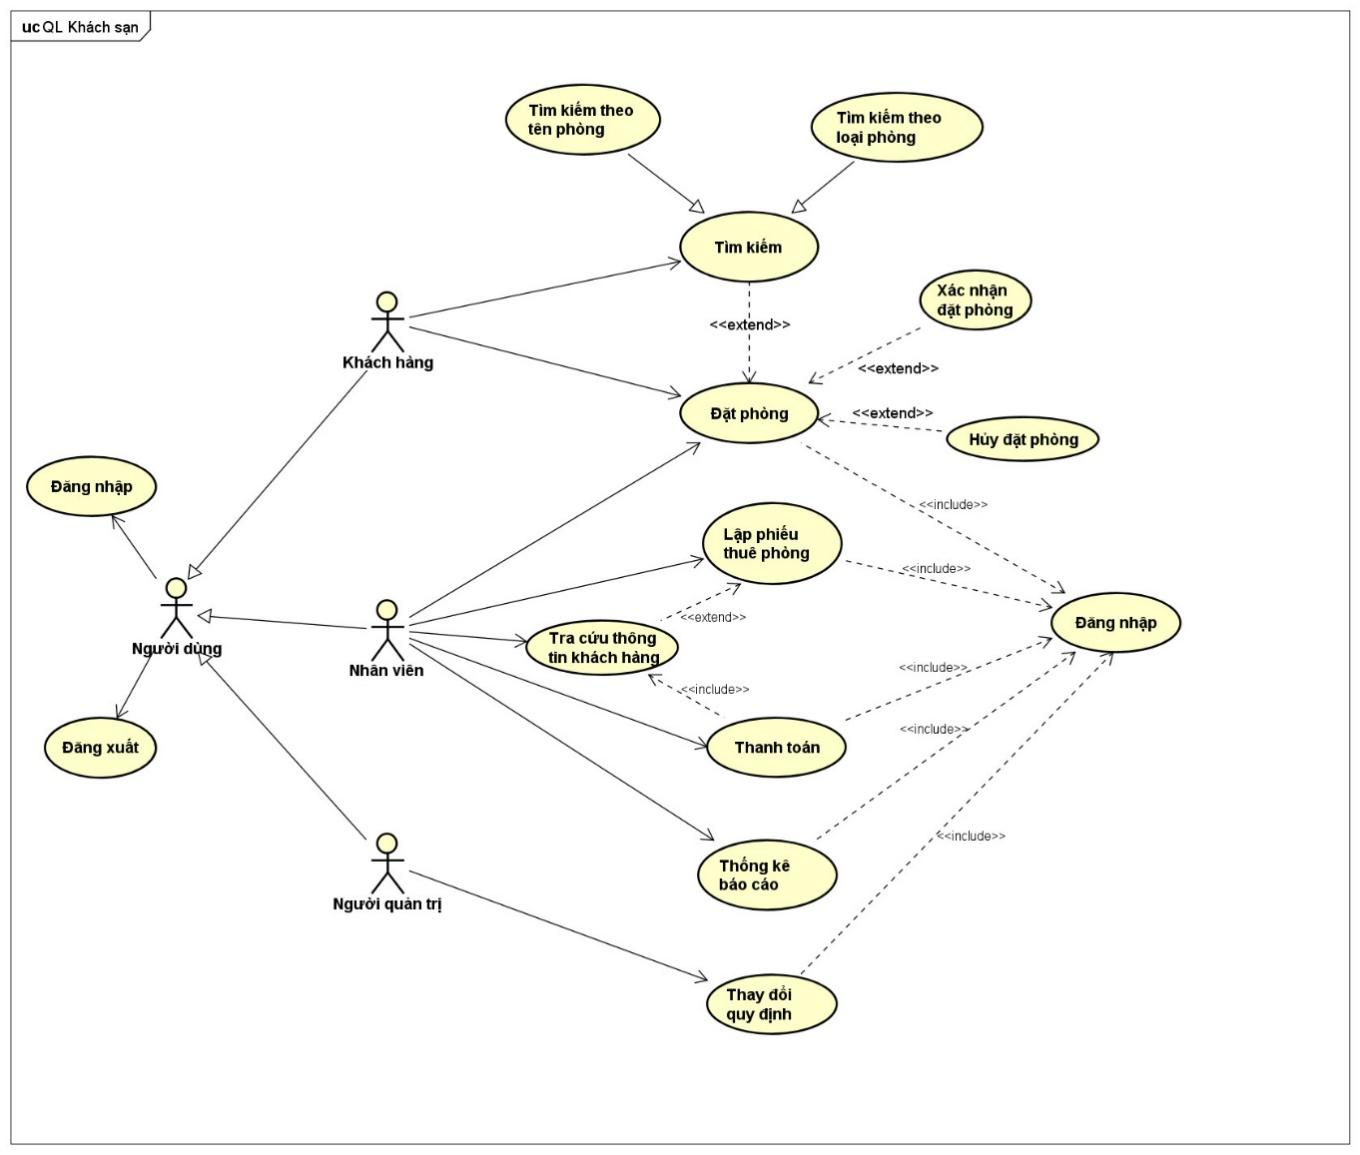 uc QL Khách sạn
Tìm kiếm theo
tên phòng
Tìm kiếm theo
loại phòng
Tìm kiếm
Xác nhận
đặt phòng
<<extend>>
<<extend>>
Khách hàng
Đặt phòng
<<extend>>
Hủy đặt phòng
Đăng nhập
<<include>>
Lập phiếu
thuê phòng
<<include>>
<<extend>>
Đăng nhập
Người dùng
Nhân viên
Tra cứu thông
tin khách hàng
<<include>>
<<include>>
<<include>>
Đăng xuất
Thanh toán
<<include>>
Thống kê
báo cáo
Người quản trị
Thay đổi
quy định